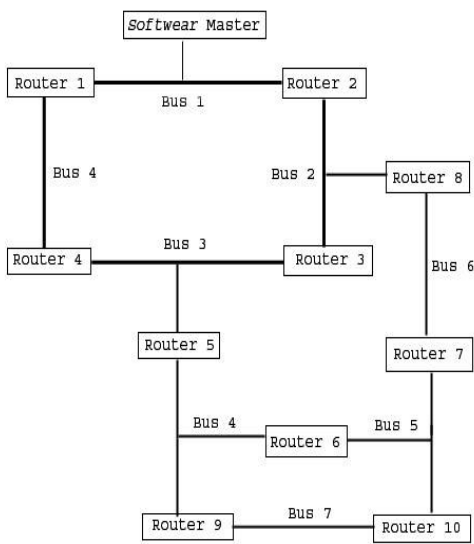 Softwear Master
Router 1
Router 2
Bus 1
Bus 4
Bus 2
Router 8
Bus 3
Router 4
Router 3
Bus 6
Router 5
Router 7
Bus 4
Bus 5
Router 6
Bus 7
Router 9
Router 10